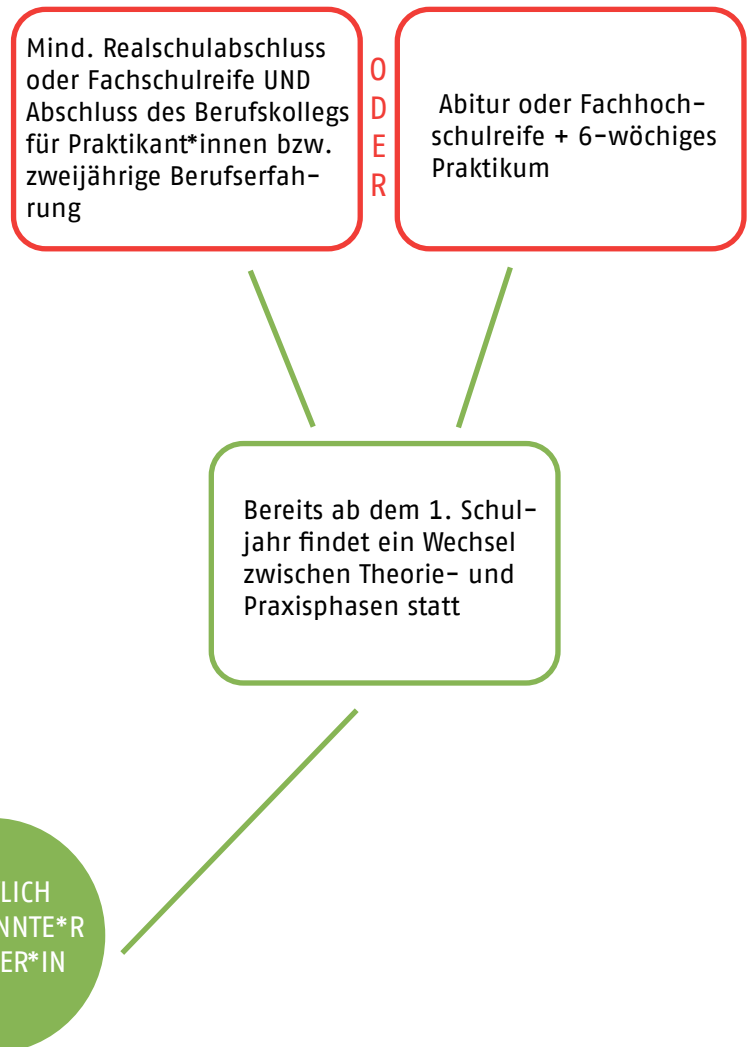 Mind. Realschulabschluss
oder Fachschulreife UND
Abschluss des Berufskollegs
für Praktikant*innen bzw.
zweijährige Berufserfah-
rung
O
D
E
R
Abitur oder Fachhoch-
schulreife + 6-wöchiges
Praktikum
Bereits ab dem 1. Schul-
jahr findet ein Wechsel
zwischen Theorie- und
Praxisphasen statt
LICH
NNTE*R
ER*IN